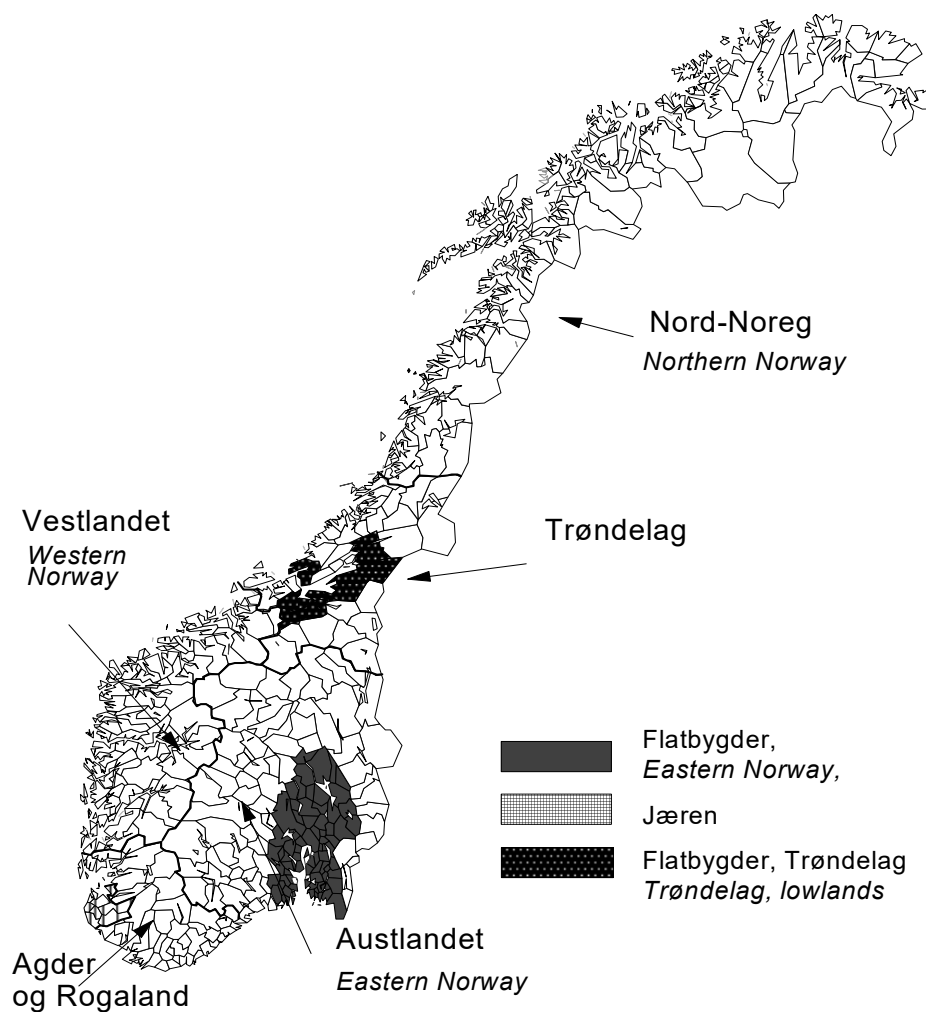 Nord-Noreg
Northern Norway
Vestlandet
Western
Norway
Trøndelag
Flatbygder,
Eastern Norway,
Jæren
Flatbygder, Trøndelag
Trøndelag, lowlands
Austlandet
Eastern Norway
Agder
og Rogaland